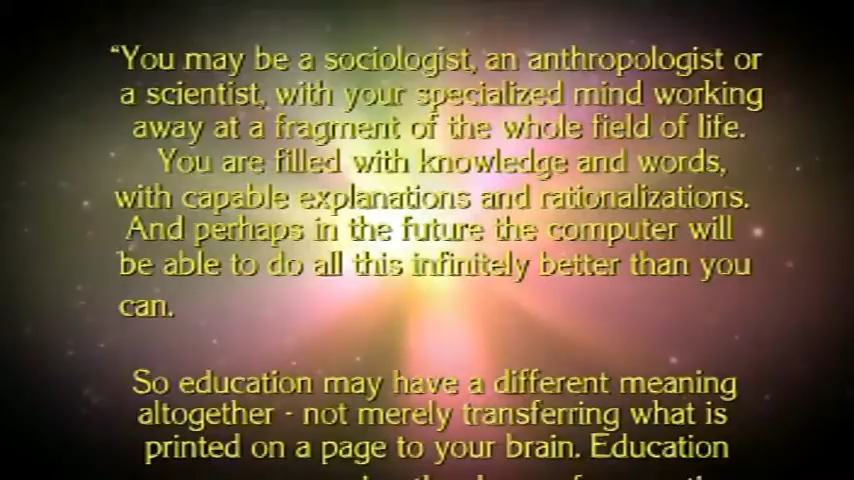 “You may be a sociologist, an anthropologist or
a scientist, with your specialized mind working
away at a fragment of the whole field of life.
You are filled with knowledge and words,
with capable explanations and rationalizations.
And perhaps in the future the computer will
be able to do all this infinitely better than you
can.
So education may have a different meaning
altogether - not merely transferring what is
printed on a page to your brain. Education